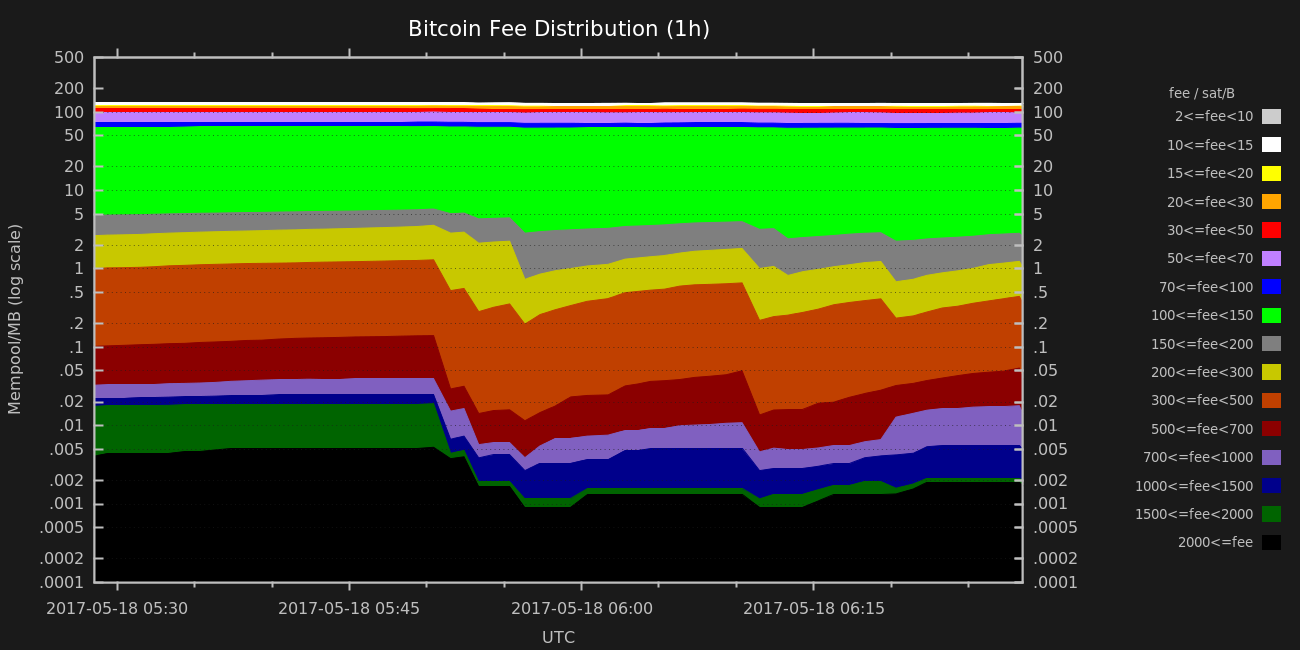 Bitcoin Fee Distribution (1h)
500 500
200 200
100 100
50 50
20 20
10 10
5 5
2 2
1 1
.5 .5
.2 .2
.1 .1
.05 .05
.02 .02
.01 .01
.005 .005
.002 .002
.001 .001
.0005 .0005
.0002 .0002
.0001 .0001
Mempool/MB (log scale)
2017-05-18 05:30 2017-05-18 05:45 2017-05-18 06:00 2017-05-18 06:15
UTC
fee / sat/B
2<=fee<10
10<=fee<15
15<=fee<20
20<=fee<30
30<=fee<50
50<=fee<70
70<=fee<100
100<=fee<150
150<=fee<200
200<=fee<300
300<=fee<500
500<=fee<700
700<=fee<1000
1000<=fee<1500
1500<=fee<2000
2000<=fee